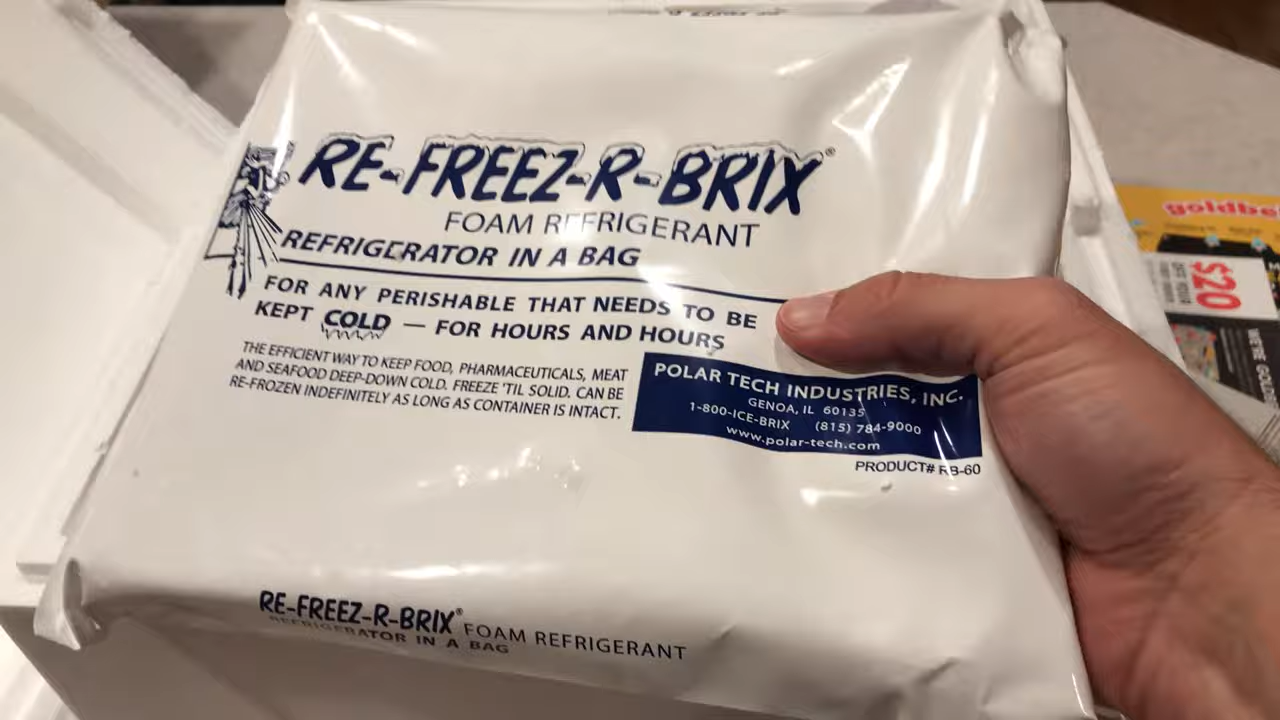 RE-FREEZ-R-BRIX®
FOAM REFRIGERANT
REFRIGERATOR IN A BAG
FOR ANY PERISHABLE THAT NEEDS TO BE
KEPT COLD — FOR HOURS AND HOURS
THE EFFICIENT WAY TO KEEP FOOD, PHARMACEUTICALS, MEAT
AND SEAFOOD DEEP-DOWN COLD. FREEZE 'TIL SOLID. CAN BE
RE-FROZEN INDEFINITELY AS LONG AS CONTAINER IS INTACT.
POLAR TECH INDUSTRIES, INC.
GENOA, IL 60135
1-800-ICE-BRIX (815) 784-9000
www.polar-tech.com
PRODUCT# RB-60
RE-FREEZ-R-BRIX® FOAM REFRIGERANT
REFRIGERATOR IN A BAG
goldbe
$20